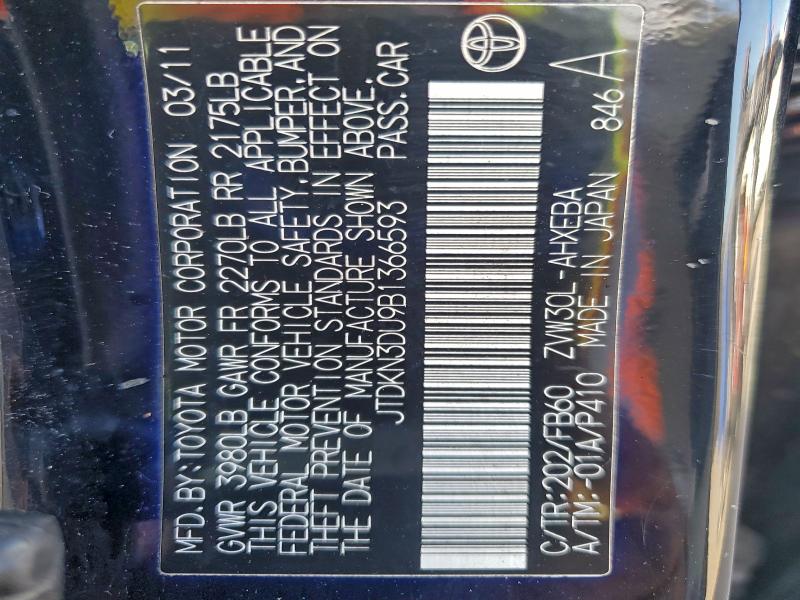 MFD. BY: TOYOTA MOTOR CORPORATION 03/11
GVWR 3980LB GAWR FR 2270LB RR 2175LB
THIS VEHICLE CONFORMS TO ALL APPLICABLE
FEDERAL MOTOR VEHICLE SAFETY, BUMPER, AND
THEFT PREVENTION STANDARDS IN EFFECT ON
THE DATE OF MANUFACTURE SHOWN ABOVE.
JTDKN3DU9B1366593 PASS. CAR
C/TR: 202/FB60 ZVW30L-AHXEBA
A/TM: -01A/P410 MADE IN JAPAN 846 A